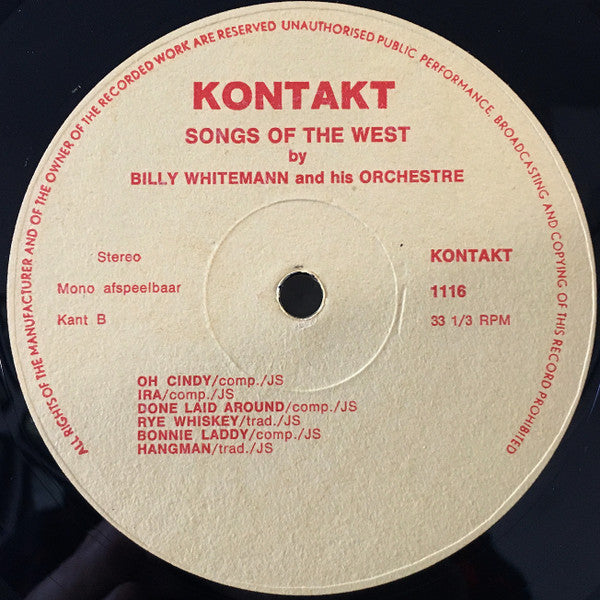 ALL RIGHTS OF THE MANUFACTURER AND OF THE OWNER OF THE RECORDED WORK ARE RESERVED UNAUTHORISED PUBLIC PERFORMANCE, BROADCASTING AND COPYING OF THIS RECORD PROHIBITED
KONTAKT
SONGS OF THE WEST
by
BILLY WHITEMANN and his ORCHESTRE
Stereo
KONTAKT
Mono afspeelbaar
1116
Kant B
33 1/3 RPM
OH CINDY/comp./JS
IRA/comp./JS
DONE LAID AROUND/comp./JS
RYE WHISKEY/trad./JS
BONNIE LADDY/comp./JS
HANGMAN/trad./JS